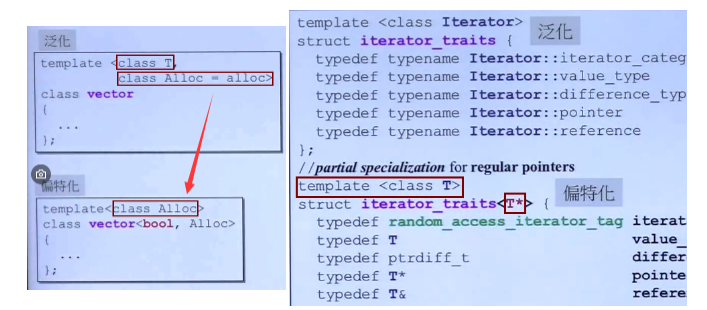 泛化
template <class T,
class Alloc = alloc>
class vector
{
...
};
偏特化
template<class Alloc>
class vector<bool, Alloc>
{
...
};
template <class Iterator>
struct iterator_traits {
泛化
typedef typename Iterator::iterator_categ
typedef typename Iterator::value_type
typedef typename Iterator::difference_typ
typedef typename Iterator::pointer
typedef typename Iterator::reference
};
//partial specialization for regular pointers
template <class T>
struct iterator_traits<T*> {
偏特化
typedef random_access_iterator_tag iterat
typedef T value_
typedef ptrdiff_t differ
typedef T* pointe
typedef T& refere